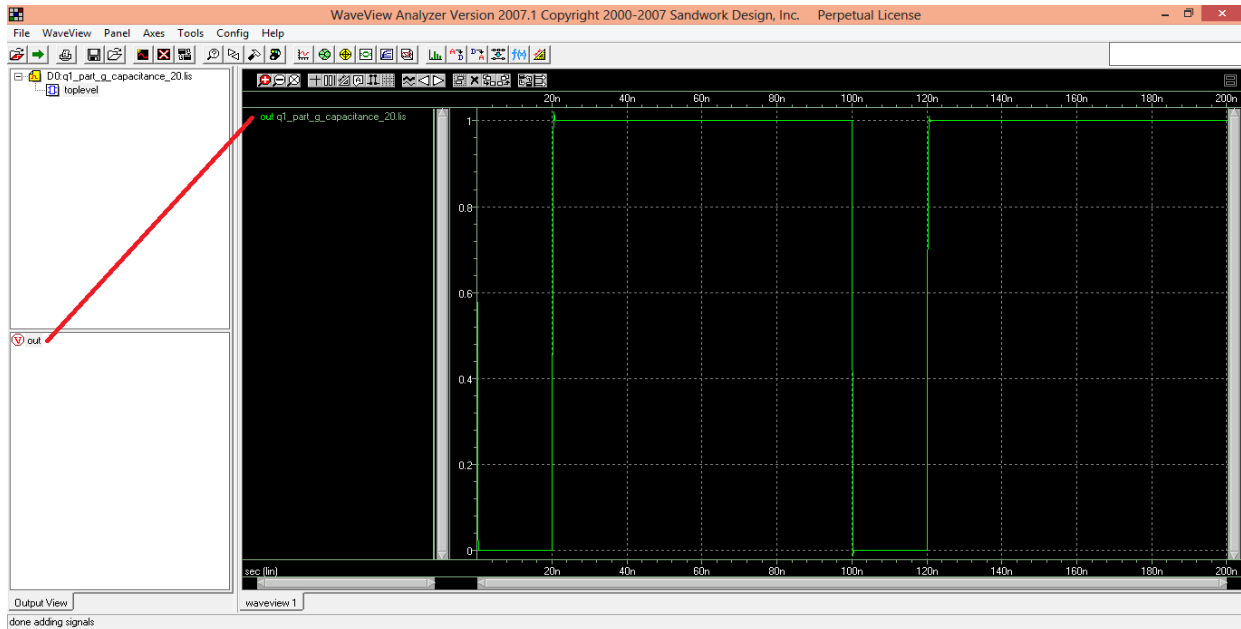 WaveView Analyzer Version 2007.1 Copyright 2000-2007 Sandwork Design, Inc. Perpetual License
File WaveView Panel Axes Tools Config Help
D0:q1_part_g_capacitance_20.lis
toplevel
20n 40n 60n 80n 100n 120n 140n 160n 180n 200n
out q1_part_g_capacitance_20.lis
1
0.8
0.6
0.4
0.2
0
V out
sec (lin)
20n 40n 60n 80n 100n 120n 140n 160n 180n 200n
Output View
waveview 1
done adding signals